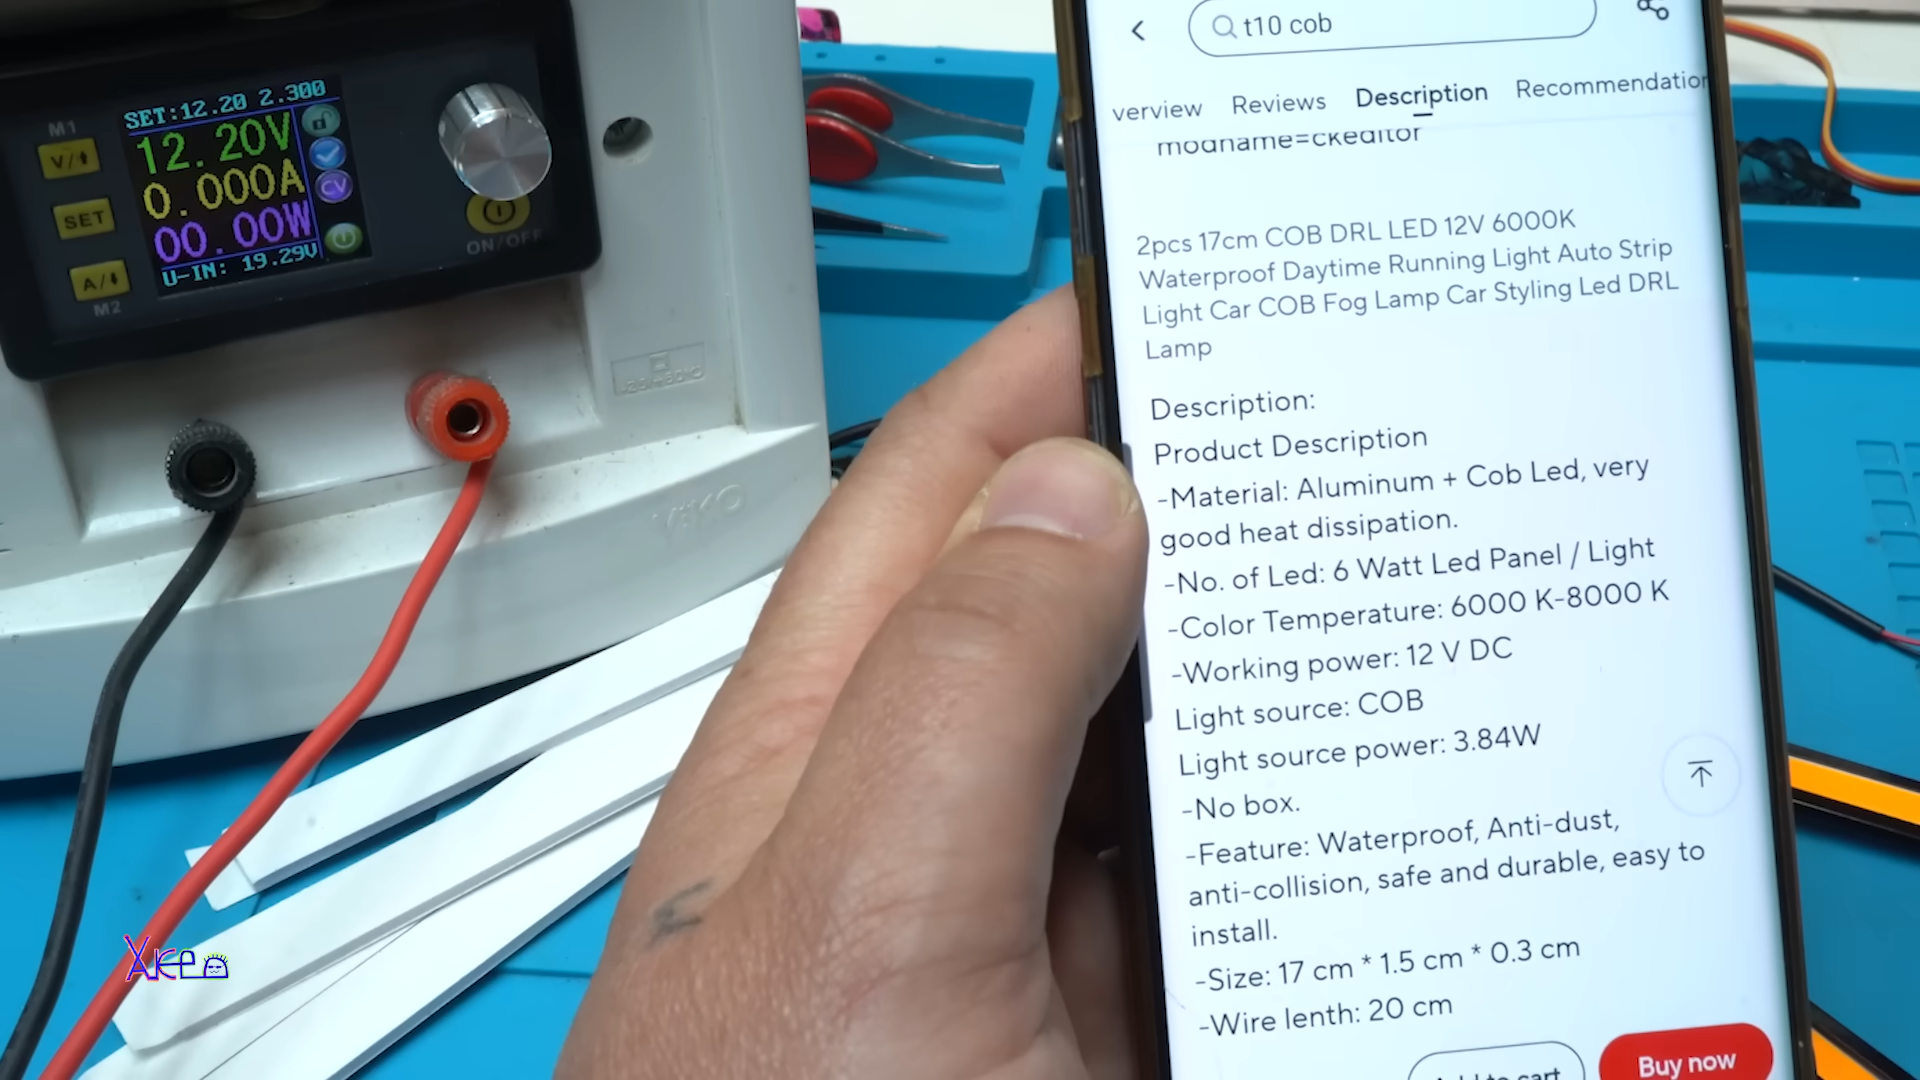 SET:12.20 2.300
12.20V
0.000A
00.00W
U-IN: 19.29V
CV
M1
V/⬆
SET
A/⬇
M2
ON/OFF
VIKO
t10 cob
verview Reviews Description Recommendation
modname=ckeditor
2pcs 17cm COB DRL LED 12V 6000K
Waterproof Daytime Running Light Auto Strip
Light Car COB Fog Lamp Car Styling Led DRL
Lamp
Description:
Product Description
-Material: Aluminum + Cob Led, very
good heat dissipation.
-No. of Led: 6 Watt Led Panel / Light
-Color Temperature: 6000 K-8000 K
-Working power: 12 V DC
Light source: COB
Light source power: 3.84W
-No box.
-Feature: Waterproof, Anti-dust,
anti-collision, safe and durable, easy to
install.
-Size: 17 cm * 1.5 cm * 0.3 cm
-Wire lenth: 20 cm
Add to cart
Buy now